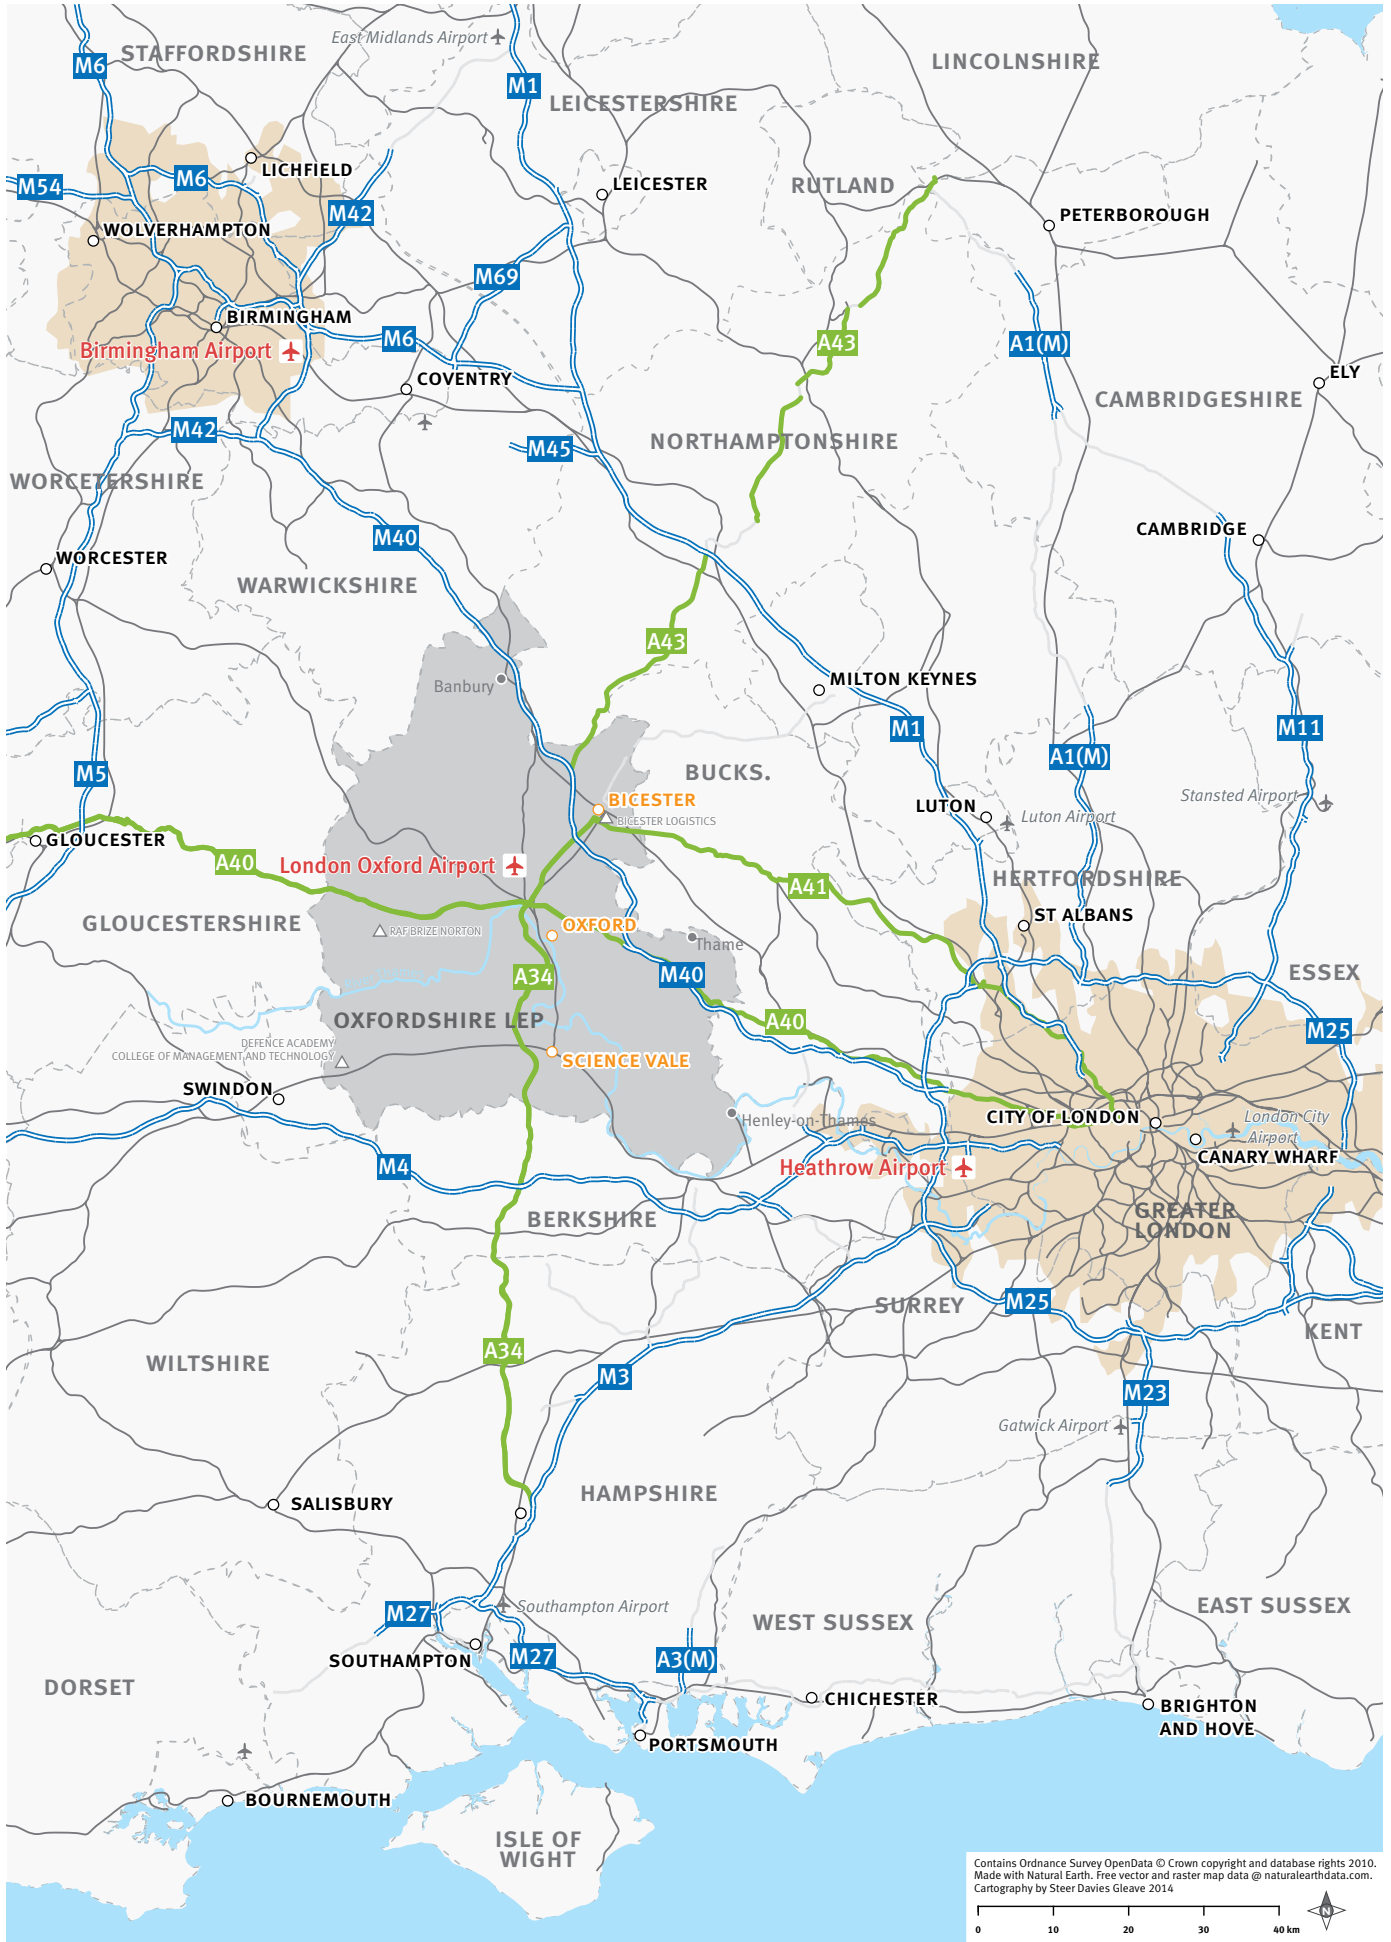 East Midlands Airport
STAFFORDSHIRE
LINCOLNSHIRE
M6
M1
LEICESTERSHIRE
LICHFIELD
M6
M54
LEICESTER
RUTLAND
M42
PETERBOROUGH
WOLVERHAMPTON
M69
BIRMINGHAM
M6
A43
A1(M)
Birmingham Airport
COVENTRY
ELY
CAMBRIDGESHIRE
M42
NORTHAMPTONSHIRE
M45
WORCETERSHIRE
M40
CAMBRIDGE
WORCESTER
WARWICKSHIRE
A43
MILTON KEYNES
Banbury
M1
M11
A1(M)
M5
BUCKS.
Stansted Airport
BICESTER
LUTON
BICESTER LOGISTICS
Luton Airport
GLOUCESTER
A40
London Oxford Airport
A41
HERTFORDSHIRE
ST ALBANS
GLOUCESTERSHIRE
RAF BRIZE NORTON
OXFORD
Thame
A34
M40
ESSEX
OXFORDSHIRE LEP
A40
M25
DEFENCE ACADEMY
COLLEGE OF MANAGEMENT AND TECHNOLOGY
SCIENCE VALE
SWINDON
Henley-on-Thames
CITY OF LONDON
London City
Airport
CANARY WHARF
M4
Heathrow Airport
BERKSHIRE
GREATER
LONDON
SURREY
M25
KENT
A34
WILTSHIRE
M3
M23
Gatwick Airport
HAMPSHIRE
SALISBURY
Southampton Airport
EAST SUSSEX
M27
WEST SUSSEX
SOUTHAMPTON
M27
A3(M)
DORSET
CHICHESTER
BRIGHTON
AND HOVE
PORTSMOUTH
BOURNEMOUTH
ISLE OF
WIGHT
Contains Ordnance Survey OpenData © Crown copyright and database rights 2010.
Made with Natural Earth. Free vector and raster map data @ naturalearthdata.com.
Cartography by Steer Davies Gleave 2014
N
0 10 20 30 40 km